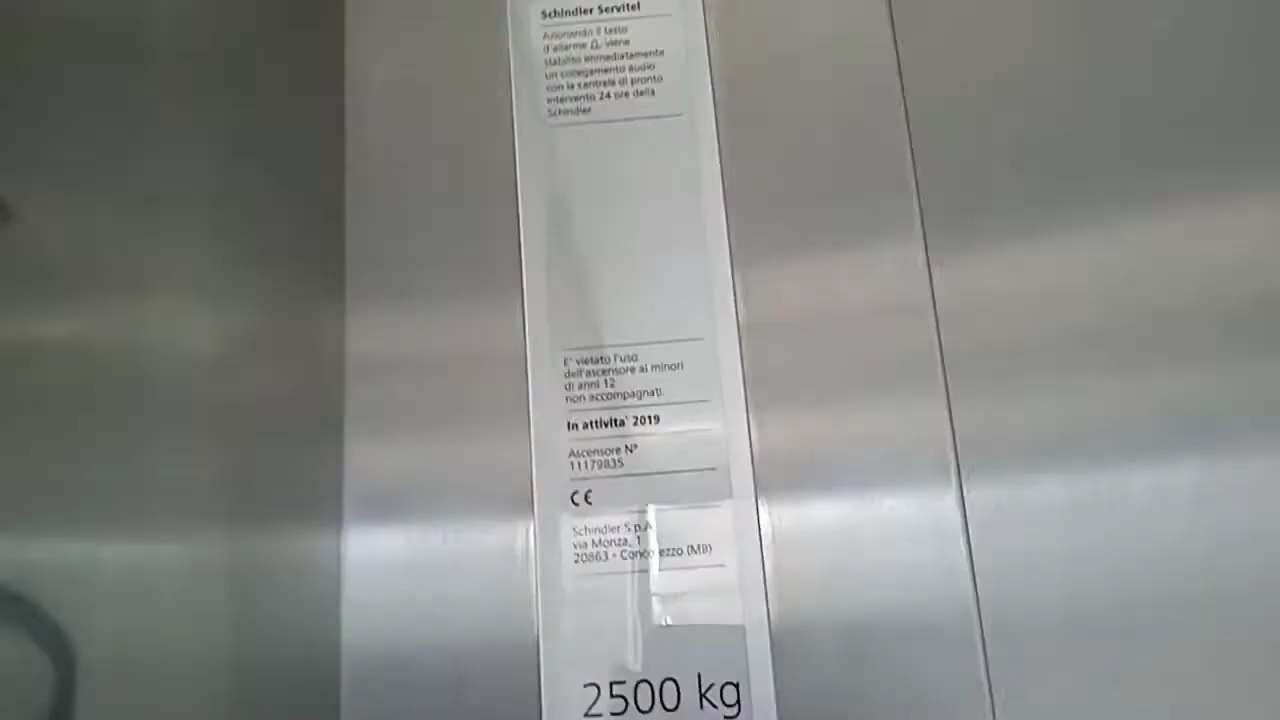 Schindler Servitel
Azionando il tasto
d'allarme, viene
stabilito immediatamente
un collegamento audio
con la centrale di pronto
intervento 24 ore della
Schindler
E' vietato l'uso
dell'ascensore ai minori
di anni 12
non accompagnati.
In attivita` 2019
Ascensore N°
11179835
CE
Schindler S.p.A
via Monza, 1
20863 - Concorezzo (MB)
2500 kg